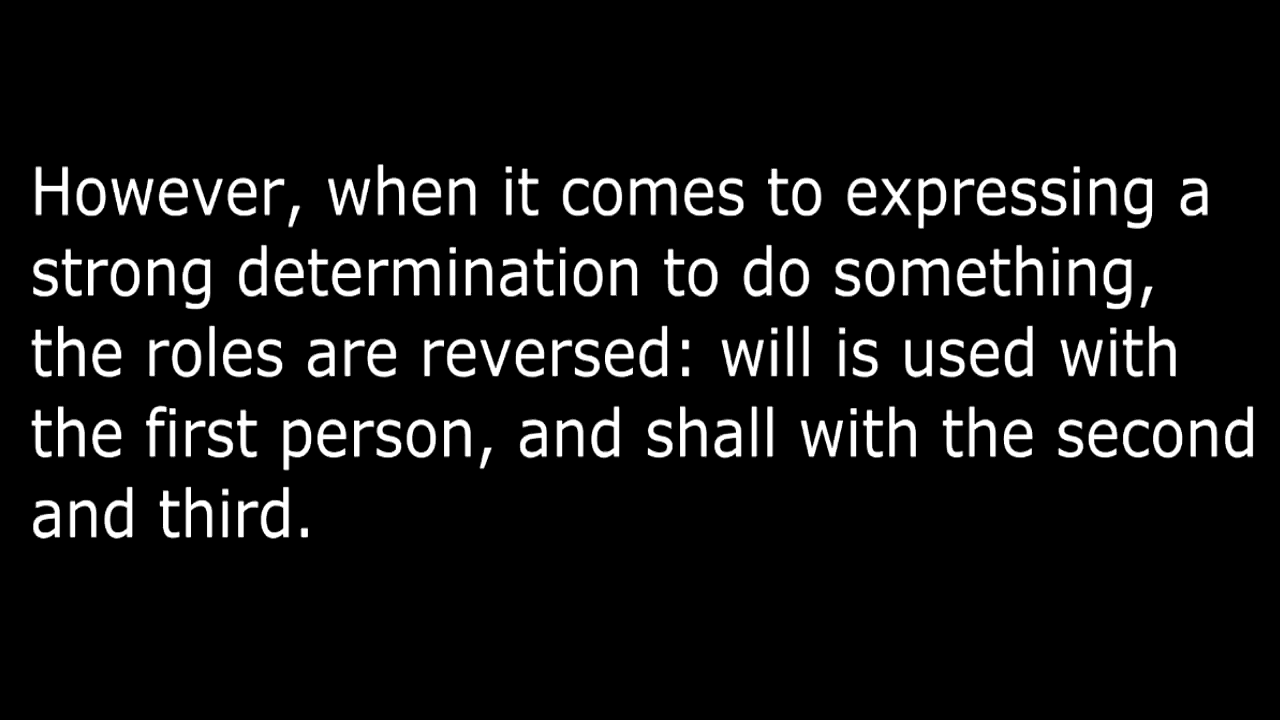 However, when it comes to expressing a
strong determination to do something,
the roles are reversed: will is used with
the first person, and shall with the second
and third.